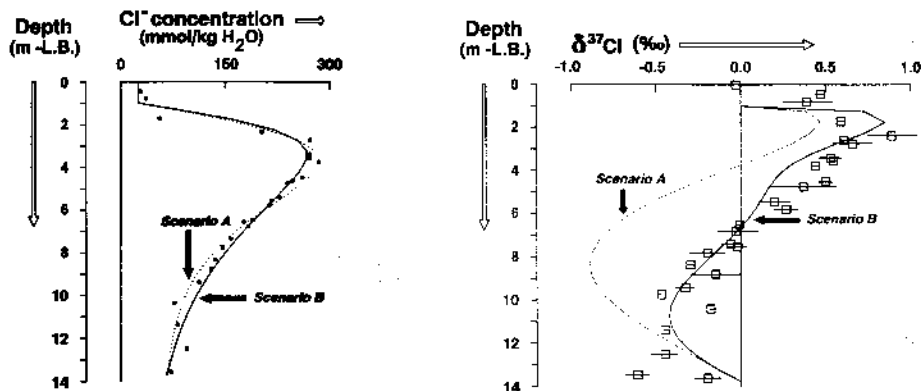 Depth
(m -L.B.)
Cl⁻ concentration
(mmol/kg H₂O)
0 150 300
0
2
4
6
8
10
12
14
Scenario A
Scenario B
Depth
(m -L.B.)
δ³⁷Cl (‰)
-1.0 -0.5 0.0 0.5 1.0
0
2
4
6
8
10
12
14
Scenario A
Scenario B